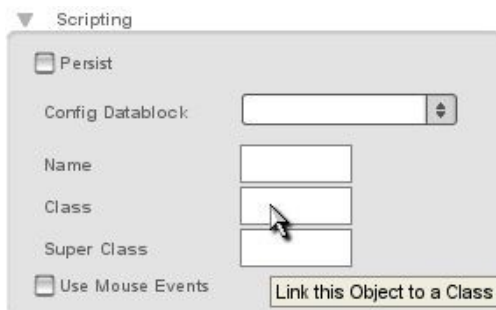 Scripting
Persist
Config Datablock
Name
Class
Super Class
Use Mouse Events
Link this Object to a Class